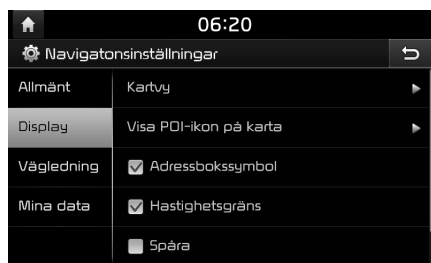 06:20
Navigatonsinställningar
Allmänt
Kartvy
Display
Visa POI-ikon på karta
Vägledning
Adressbokssymbol
Mina data
Hastighetsgräns
Spåra